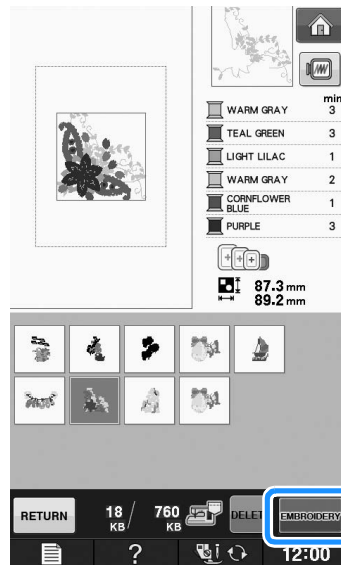 min
WARM GRAY 3
TEAL GREEN 3
LIGHT LILAC 1
WARM GRAY 2
CORNFLOWER
BLUE 1
PURPLE 3
87.3 mm
89.2 mm
RETURN 18 KB / 760 KB DELET EMBROIDERY
? 12:00